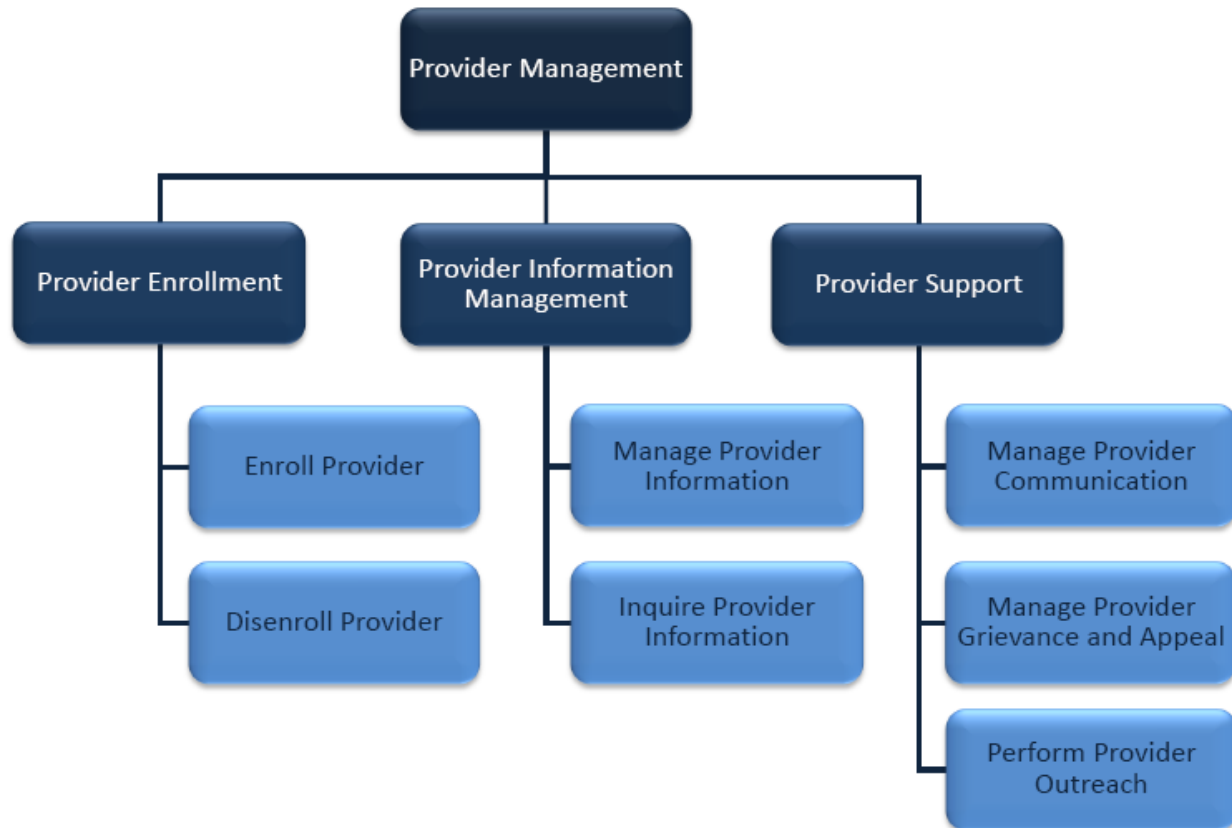 Provider Management
Provider Enrollment
Provider Information
Management
Provider Support
Enroll Provider
Manage Provider
Information
Manage Provider
Communication
Disenroll Provider
Inquire Provider
Information
Manage Provider
Grievance and Appeal
Perform Provider
Outreach